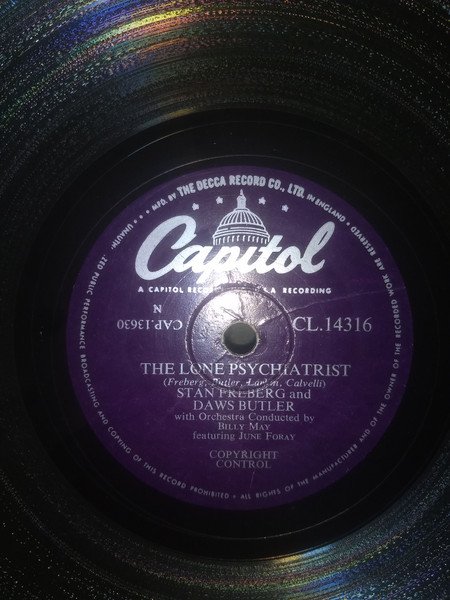 MFD. BY THE DECCA RECORD CO., LTD. IN ENGLAND • ALL RIGHTS OF THE MANUFACTURER AND OF THE OWNER OF THE RECORDED WORK ARE RESERVED
PUBLIC PERFORMANCE BROADCASTING AND COPYING OF THIS RECORD PROHIBITED
Capitol
A CAPITOL
RECORDING
CAP.13630
N
CL.14316
THE LONE PSYCHIATRIST
(Freberg, Butler, Larkin, Calvelli)
STAN FREBERG and
DAWS BUTLER
with Orchestra Conducted by
BILLY MAY
featuring JUNE FORAY
COPYRIGHT
CONTROL